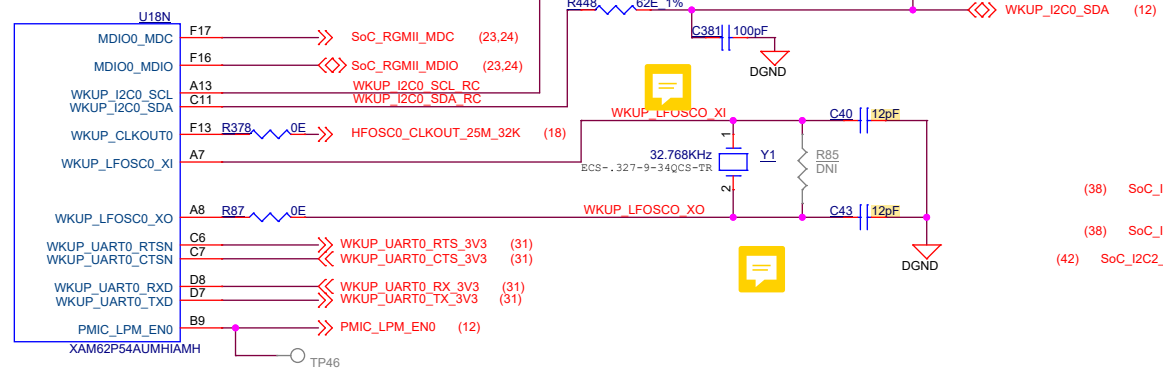 R448 62E_1%
WKUP_I2C0_SDA (12)
U18N
C381 100pF
MDIO0_MDC F17 SoC_RGMII_MDC (23,24)
MDIO0_MDIO F16 SoC_RGMII_MDIO (23,24)
DGND
WKUP_I2C0_SCL A13 WKUP_I2C0_SCL_RC
WKUP_I2C0_SDA C11 WKUP_I2C0_SDA_RC
WKUP_LFOSCO_XI
C40 12pF
WKUP_CLKOUT0 F13 R378 0E HFOSC0_CLKOUT_25M_32K (18)
1
WKUP_LFOSC0_XI A7
32.768KHz Y1 R85
ECS-.327-9-34QCS-TR DNI
2
(38) SoC_I
WKUP_LFOSC0_XO A8 R87 0E WKUP_LFOSCO_XO C43 12pF
(38) SoC_I
WKUP_UART0_RTSN C6 WKUP_UART0_RTS_3V3 (31)
WKUP_UART0_CTSN C7 WKUP_UART0_CTS_3V3 (31)
DGND
(42) SoC_I2C2_
WKUP_UART0_RXD D8 WKUP_UART0_RX_3V3 (31)
WKUP_UART0_TXD D7 WKUP_UART0_TX_3V3 (31)
PMIC_LPM_EN0 B9 PMIC_LPM_EN0 (12)
XAM62P54AUMHIAMH
TP46